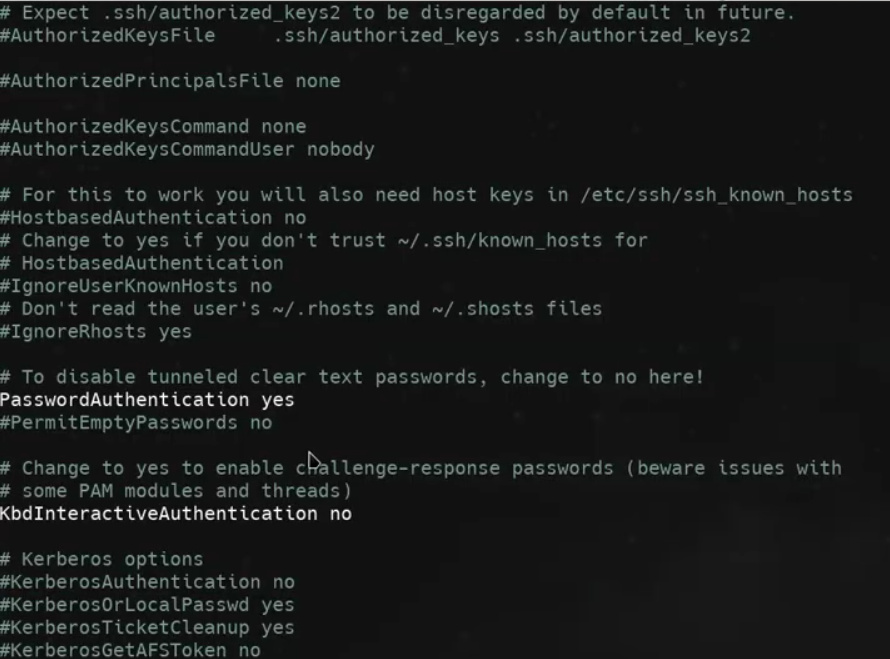 # Expect .ssh/authorized_keys2 to be disregarded by default in future.
#AuthorizedKeysFile     .ssh/authorized_keys .ssh/authorized_keys2
#AuthorizedPrincipalsFile none
#AuthorizedKeysCommand none
#AuthorizedKeysCommandUser nobody
# For this to work you will also need host keys in /etc/ssh/ssh_known_hosts
#HostbasedAuthentication no
# Change to yes if you don't trust ~/.ssh/known_hosts for
# HostbasedAuthentication
#IgnoreUserKnownHosts no
# Don't read the user's ~/.rhosts and ~/.shosts files
#IgnoreRhosts yes
# To disable tunneled clear text passwords, change to no here!
PasswordAuthentication yes
#PermitEmptyPasswords no
# Change to yes to enable challenge-response passwords (beware issues with
# some PAM modules and threads)
KbdInteractiveAuthentication no
# Kerberos options
#KerberosAuthentication no
#KerberosOrLocalPasswd yes
#KerberosTicketCleanup yes
#KerberosGetAFSToken no